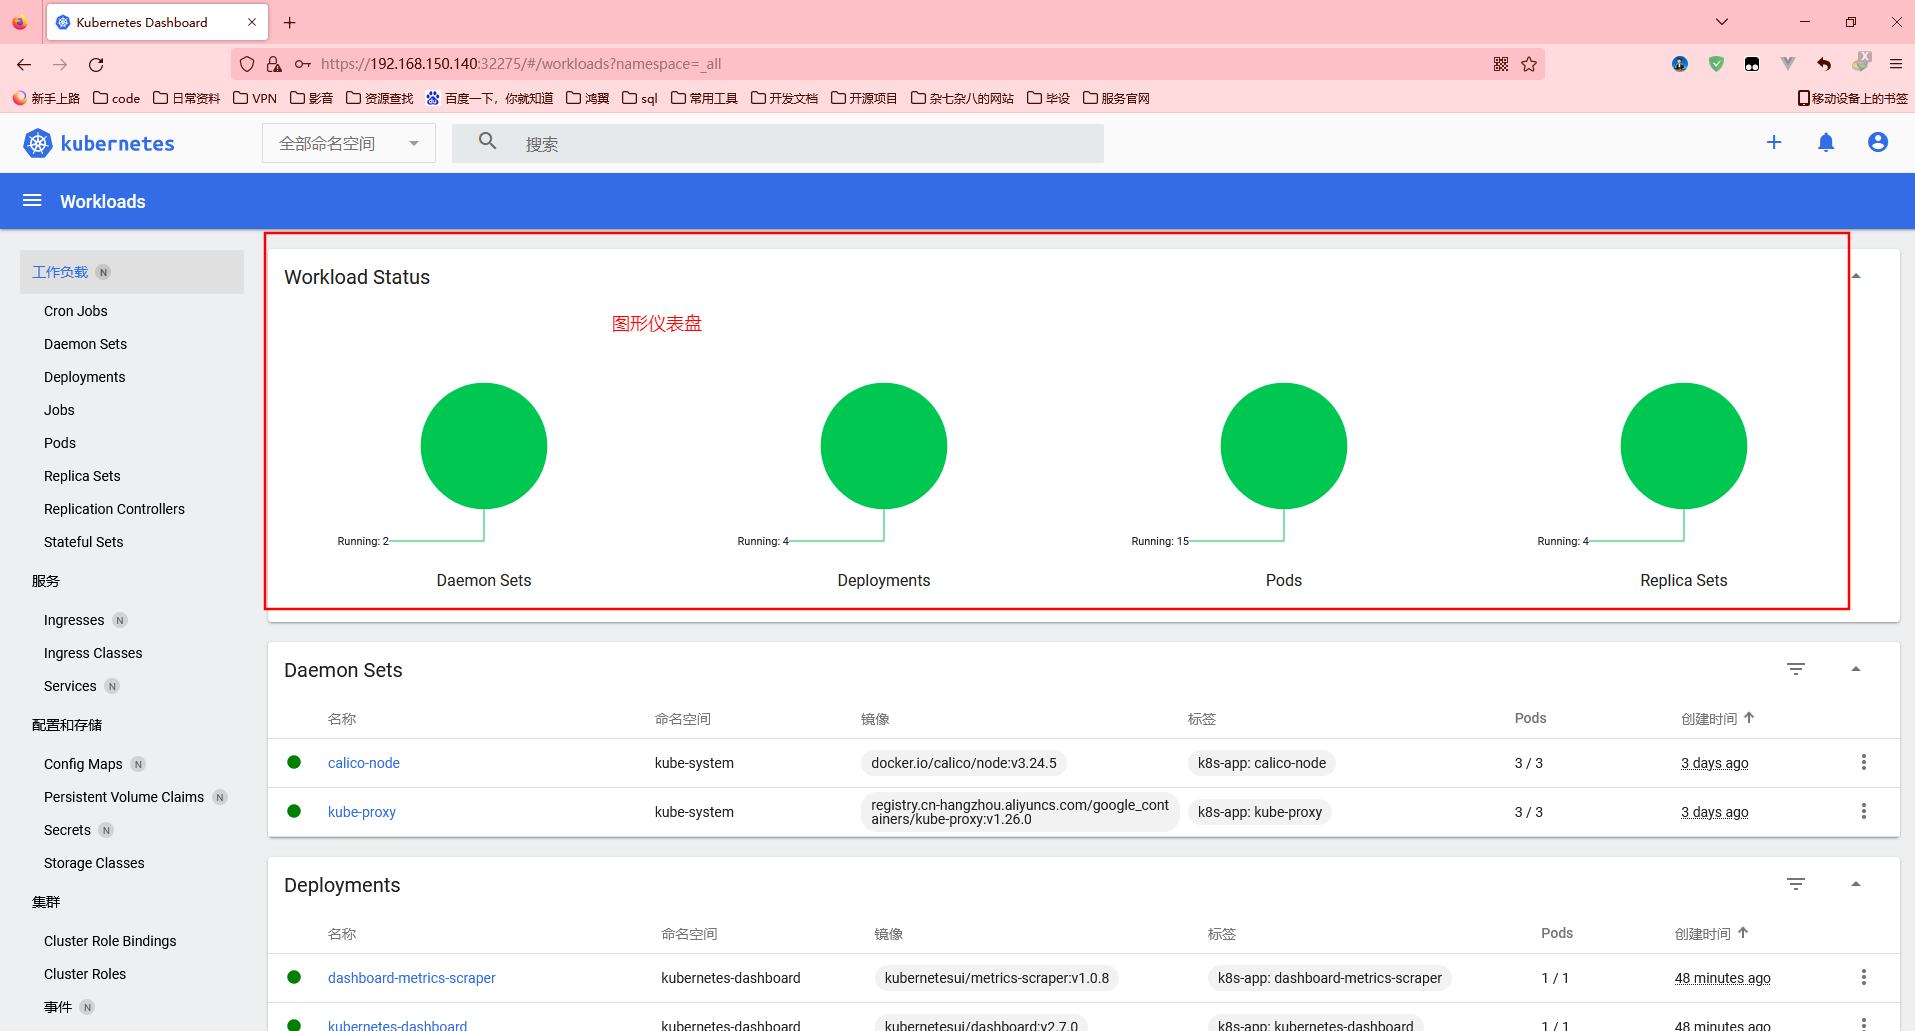 Kubernetes Dashboard
https://192.168.150.140:32275/#/workloads?namespace=_all
新手上路 code 日常资料 VPN 影音 资源查找 百度一下，你就知道 鸿翼 sql 常用工具 开发文档 开源项目 杂七杂八的网站 毕设 服务官网 移动设备上的书签
kubernetes 全部命名空间 搜索
Workloads
工作负载 N
Cron Jobs
Daemon Sets
Deployments
Jobs
Pods
Replica Sets
Replication Controllers
Stateful Sets
服务
Ingresses N
Ingress Classes
Services N
配置和存储
Config Maps N
Persistent Volume Claims N
Secrets N
Storage Classes
集群
Cluster Role Bindings
Cluster Roles
事件 N
Workload Status
图形仪表盘
Running: 2 Running: 4 Running: 15 Running: 4
Daemon Sets Deployments Pods Replica Sets
Daemon Sets
名称 命名空间 镜像 标签 Pods 创建时间
calico-node kube-system docker.io/calico/node:v3.24.5 k8s-app: calico-node 3 / 3 3 days ago
kube-proxy kube-system registry.cn-hangzhou.aliyuncs.com/google_cont
ainers/kube-proxy:v1.26.0 k8s-app: kube-proxy 3 / 3 3 days ago
Deployments
名称 命名空间 镜像 标签 Pods 创建时间
dashboard-metrics-scraper kubernetes-dashboard kubernetesui/metrics-scraper:v1.0.8 k8s-app: dashboard-metrics-scraper 1 / 1 48 minutes ago
kubernetes-dashboard kubernetes-dashboard kubernetesui/dashboard:v2.7.0 k8s-app: kubernetes-dashboard 1 / 1 48 minutes ago